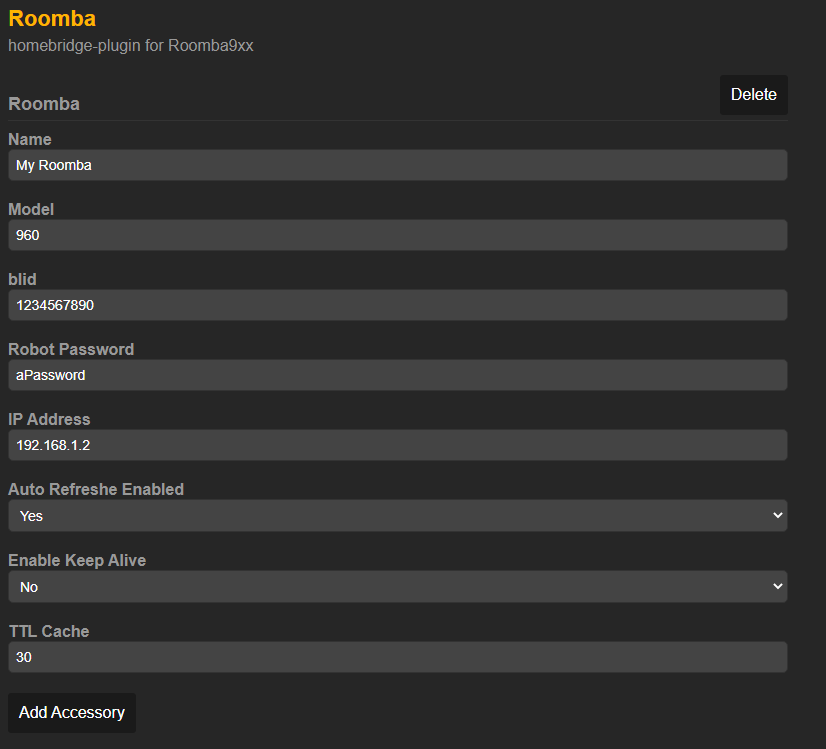 Roomba
homebridge-plugin for Roomba9xx
Delete
Roomba
Name
My Roomba
Model
960
blid
1234567890
Robot Password
aPassword
IP Address
192.168.1.2
Auto Refreshe Enabled
Yes
Enable Keep Alive
No
TTL Cache
30
Add Accessory